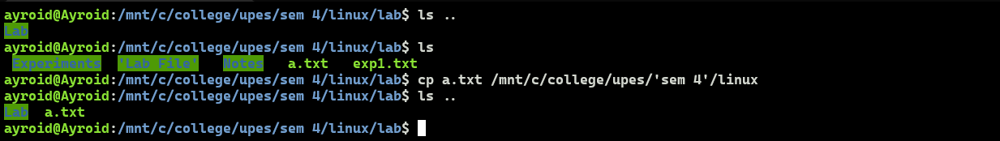 ayroid@Ayroid:/mnt/c/college/upes/sem 4/linux/lab$ ls ..
Lab
ayroid@Ayroid:/mnt/c/college/upes/sem 4/linux/lab$ ls
Experiments 'Lab File' Notes a.txt exp1.txt
ayroid@Ayroid:/mnt/c/college/upes/sem 4/linux/lab$ cp a.txt /mnt/c/college/upes/'sem 4'/linux
ayroid@Ayroid:/mnt/c/college/upes/sem 4/linux/lab$ ls ..
Lab a.txt
ayroid@Ayroid:/mnt/c/college/upes/sem 4/linux/lab$